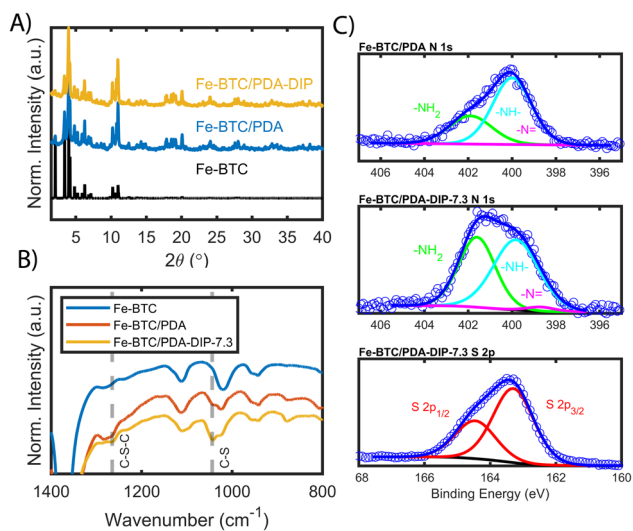 A)
Norm. Intensity (a.u.)
Fe-BTC/PDA-DIP
Fe-BTC/PDA
Fe-BTC
5 10 15 20 25 30 35 40
2θ (°)
B)
Norm. Intensity (a.u.)
Fe-BTC
Fe-BTC/PDA
Fe-BTC/PDA-DIP-7.3
C-S-C
C-S
1400 1200 1000 800
Wavenumber (cm⁻¹)
C)
Fe-BTC/PDA N 1s
-NH₂
-NH-
-N=
406 404 402 400 398 396
Fe-BTC/PDA-DIP-7.3 N 1s
-NH₂
-NH-
-N=
406 404 402 400 398 396
Fe-BTC/PDA-DIP-7.3 S 2p
S 2p₁/₂
S 2p₃/₂
68 166 164 162 160
Binding Energy (eV)